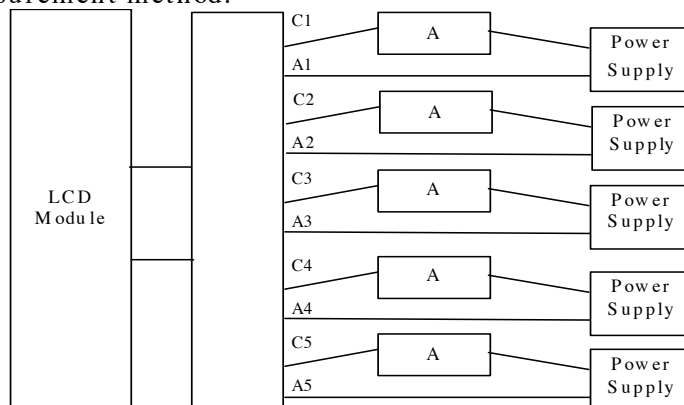 surement method.
C1
A
Power
Supply
A1
C2
A
Power
Supply
A2
C3
A
Power
Supply
A3
LCD
Module
C4
A
Power
Supply
A4
C5
A
Power
Supply
A5